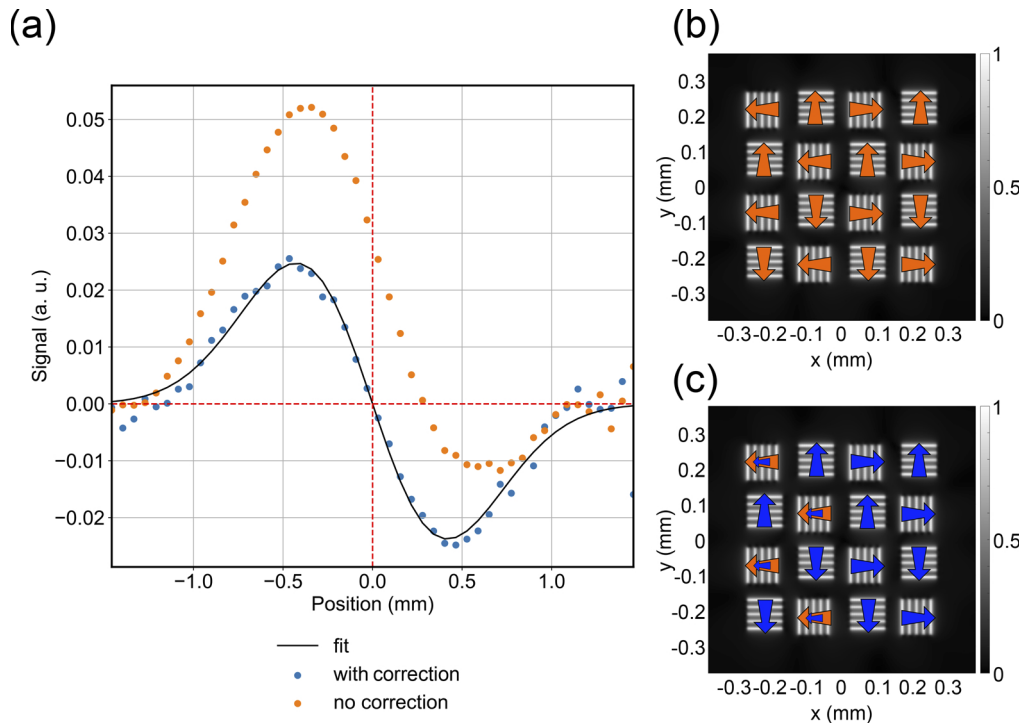 (a)
0.05
0.04
0.03
0.02
0.01
0.00
−0.01
−0.02
Signal (a. u.)
−1.0 −0.5 0.0 0.5 1.0
Position (mm)
fit
with correction
no correction
(b)
0.3
0.2
0.1
0
-0.1
-0.2
-0.3
y (mm)
-0.3 -0.2 -0.1 0 0.1 0.2 0.3
x (mm)
1
0.5
0
(c)
0.3
0.2
0.1
0
-0.1
-0.2
-0.3
y (mm)
-0.3 -0.2 -0.1 0 0.1 0.2 0.3
x (mm)
1
0.5
0